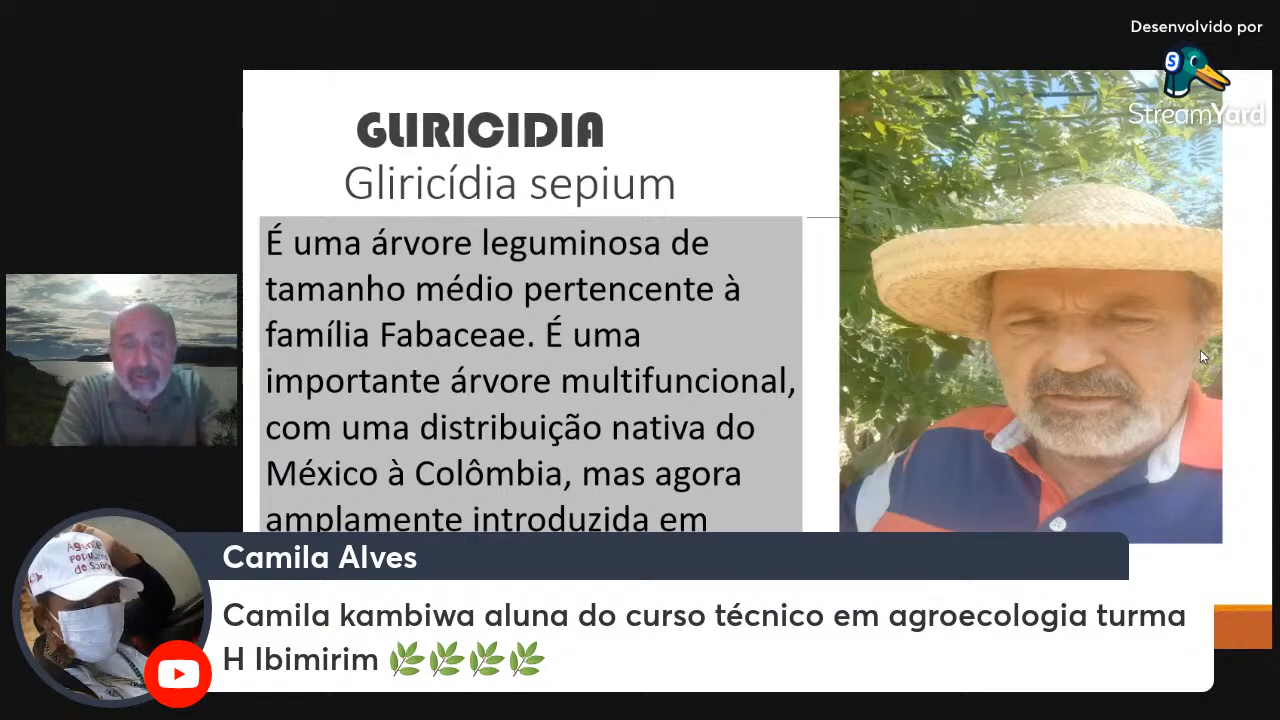 Desenvolvido por
StreamYard
GLIRICIDIA
Gliricídia sepium
É uma árvore leguminosa de
tamanho médio pertencente à
família Fabaceae. É uma
importante árvore multifuncional,
com uma distribuição nativa do
México à Colômbia, mas agora
amplamente introduzida em
Camila Alves
Camila kambiwa aluna do curso técnico em agroecologia turma
H Ibimirim 🌿🌿🌿🌿